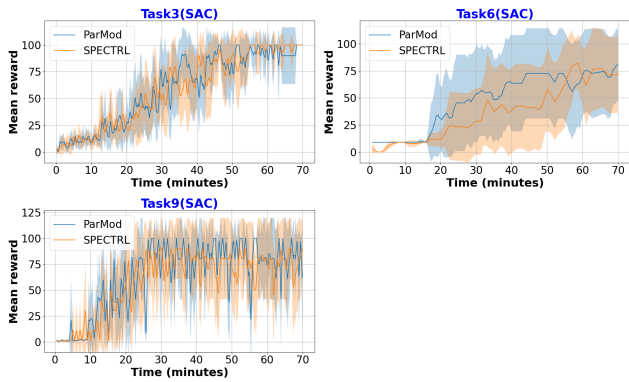 Task3(SAC)
Mean reward
100
75
50
25
0
ParMod
SPECTRL
0 10 20 30 40 50 60 70
Time (minutes)
Task6(SAC)
Mean reward
100
75
50
25
0
ParMod
SPECTRL
0 10 20 30 40 50 60 70
Time (minutes)
Task9(SAC)
Mean reward
125
100
75
50
25
0
ParMod
SPECTRL
0 10 20 30 40 50 60 70
Time (minutes)